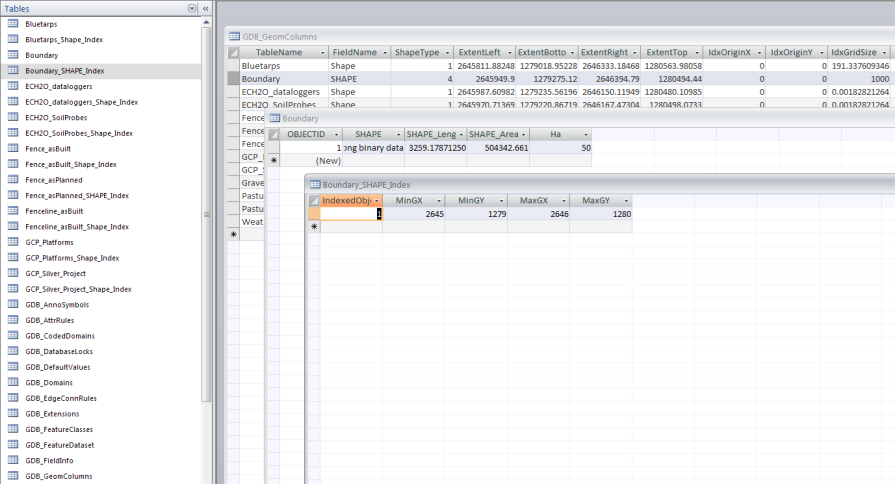 Tables
«
Bluetarps
Bluetarps_Shape_Index
Boundary
Boundary_SHAPE_Index
ECH2O_dataloggers
ECH2O_dataloggers_Shape_Index
ECH2O_SoilProbes
ECH2O_SoilProbes_Shape_Index
Fence_asBuilt
Fence_asBuilt_Shape_Index
Fence_asPlanned
Fence_asPlanned_SHAPE_Index
Fenceline_asBuilt
Fenceline_asBuilt_Shape_Index
GCP_Platforms
GCP_Platforms_Shape_Index
GCP_Silver_Project
GCP_Silver_Project_Shape_Index
GDB_AnnoSymbols
GDB_AttrRules
GDB_CodedDomains
GDB_DatabaseLocks
GDB_DefaultValues
GDB_Domains
GDB_EdgeConnRules
GDB_Extensions
GDB_FeatureClasses
GDB_FeatureDataset
GDB_FieldInfo
GDB_GeomColumns
GDB_GeomColumns
TableName FieldName ShapeType ExtentLeft ExtentBotto ExtentRight ExtentTop IdxOriginX IdxOriginY IdxGridSize
Bluetarps Shape 1 2645811.88248 1279018.95228 2646333.18468 1280563.98058 0 0 191.337609346
Boundary SHAPE 4 2645949.9 1279275.12 2646394.79 1280494.44 0 0 1000
ECH2O_dataloggers Shape 1 2645987.60982 1279235.56196 2646150.11949 1280480.10985 0 0 0.00182821264
ECH2O_SoilProbes Shape 1 2645970.71369 1279220.86719 2646167.47304 1280498.0733 0 0 0.00182821264
Fence
Fence
Fence
GCP_
GCP_
Grave
Pastu
Pastu
Weat
*
Boundary
OBJECTID SHAPE SHAPE_Leng SHAPE_Area Ha
1 ong binary data 3259.17871250 504342.661 50
* (New)
Boundary_SHAPE_Index
IndexedObj MinGX MinGY MaxGX MaxGY
1 2645 1279 2646 1280
*